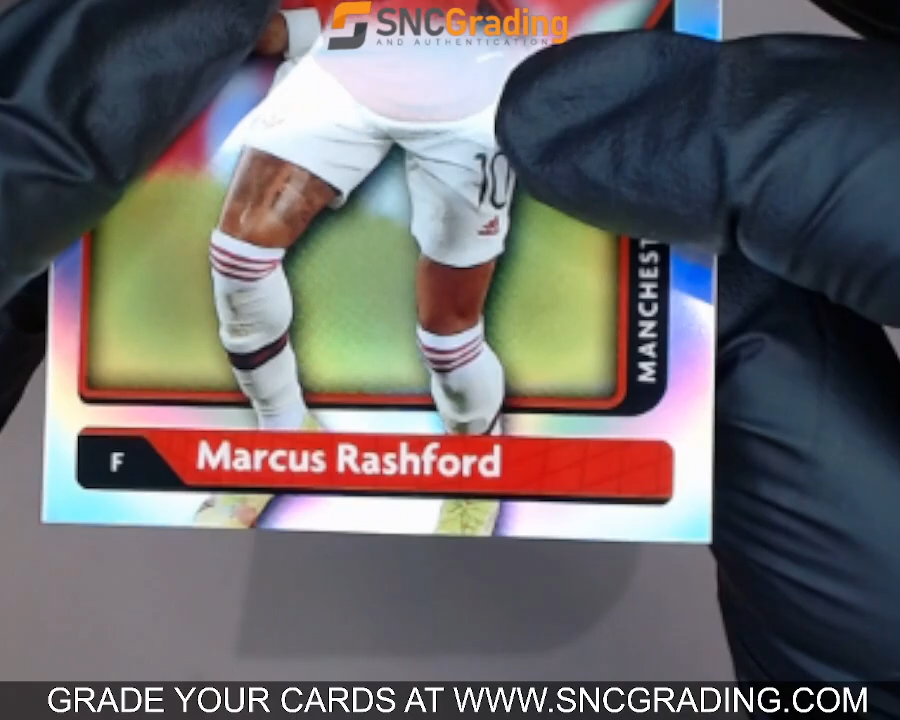 SNCGrading
AND AUTHENTICATION
10
MANCHEST
F
Marcus Rashford
GRADE YOUR CARDS AT WWW.SNCGRADING.COM